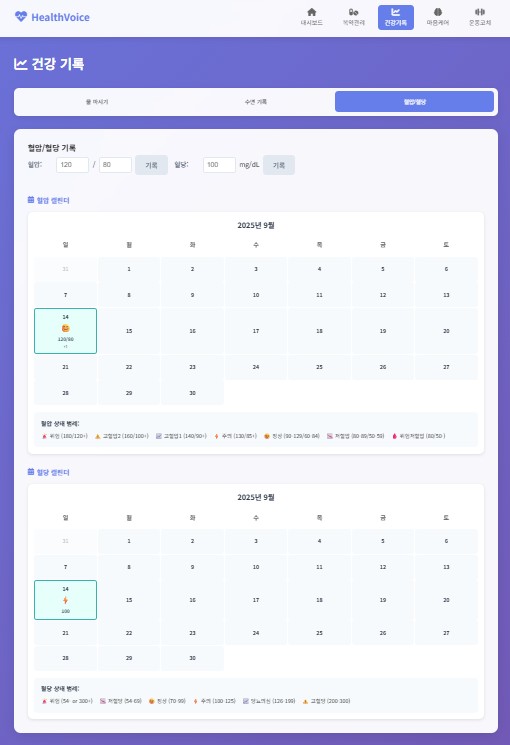 HealthVoice
대시보드
복약관리
건강기록
마음케어
운동코치
건강 기록
물 마시기
수면 기록
혈압/혈당
혈압/혈당 기록
혈압: 120 / 80 기록 혈당: 100 mg/dL 기록
혈압 캘린더
2025년 9월
일 월 화 수 목 금 토
31 1 2 3 4 5 6
7 8 9 10 11 12 13
14 15 16 17 18 19 20
120/80
21 22 23 24 25 26 27
28 29 30
혈압 상태 범례:
위험 (180/120+) 고혈압2 (160/100+) 고혈압1 (140/90+) 주의 (130/85+) 정상 (90-129/60-84) 저혈압 (80-89/50-59) 위험저혈압 (80/50-)
혈당 캘린더
2025년 9월
일 월 화 수 목 금 토
31 1 2 3 4 5 6
7 8 9 10 11 12 13
14 15 16 17 18 19 20
100
21 22 23 24 25 26 27
28 29 30
혈당 상태 범례:
위험 (54- or 300+) 저혈당 (54-69) 정상 (70-99) 주의 (100-125) 당뇨의심 (126-199) 고혈당 (200-300)